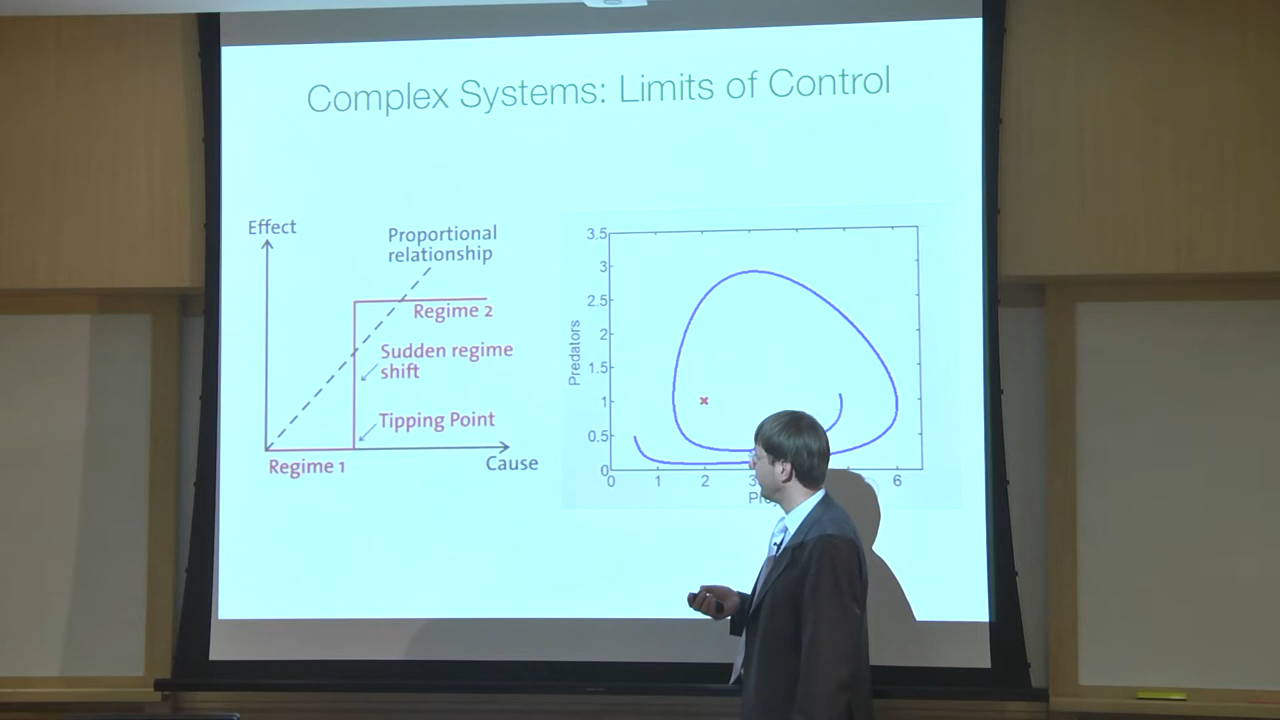 Complex Systems: Limits of Control
Effect
Proportional
relationship
Regime 2
Sudden regime
shift
Tipping Point
Regime 1
Cause
3.5
3
2.5
2
1.5
1
0.5
0
Predators
0 1 2 3 6